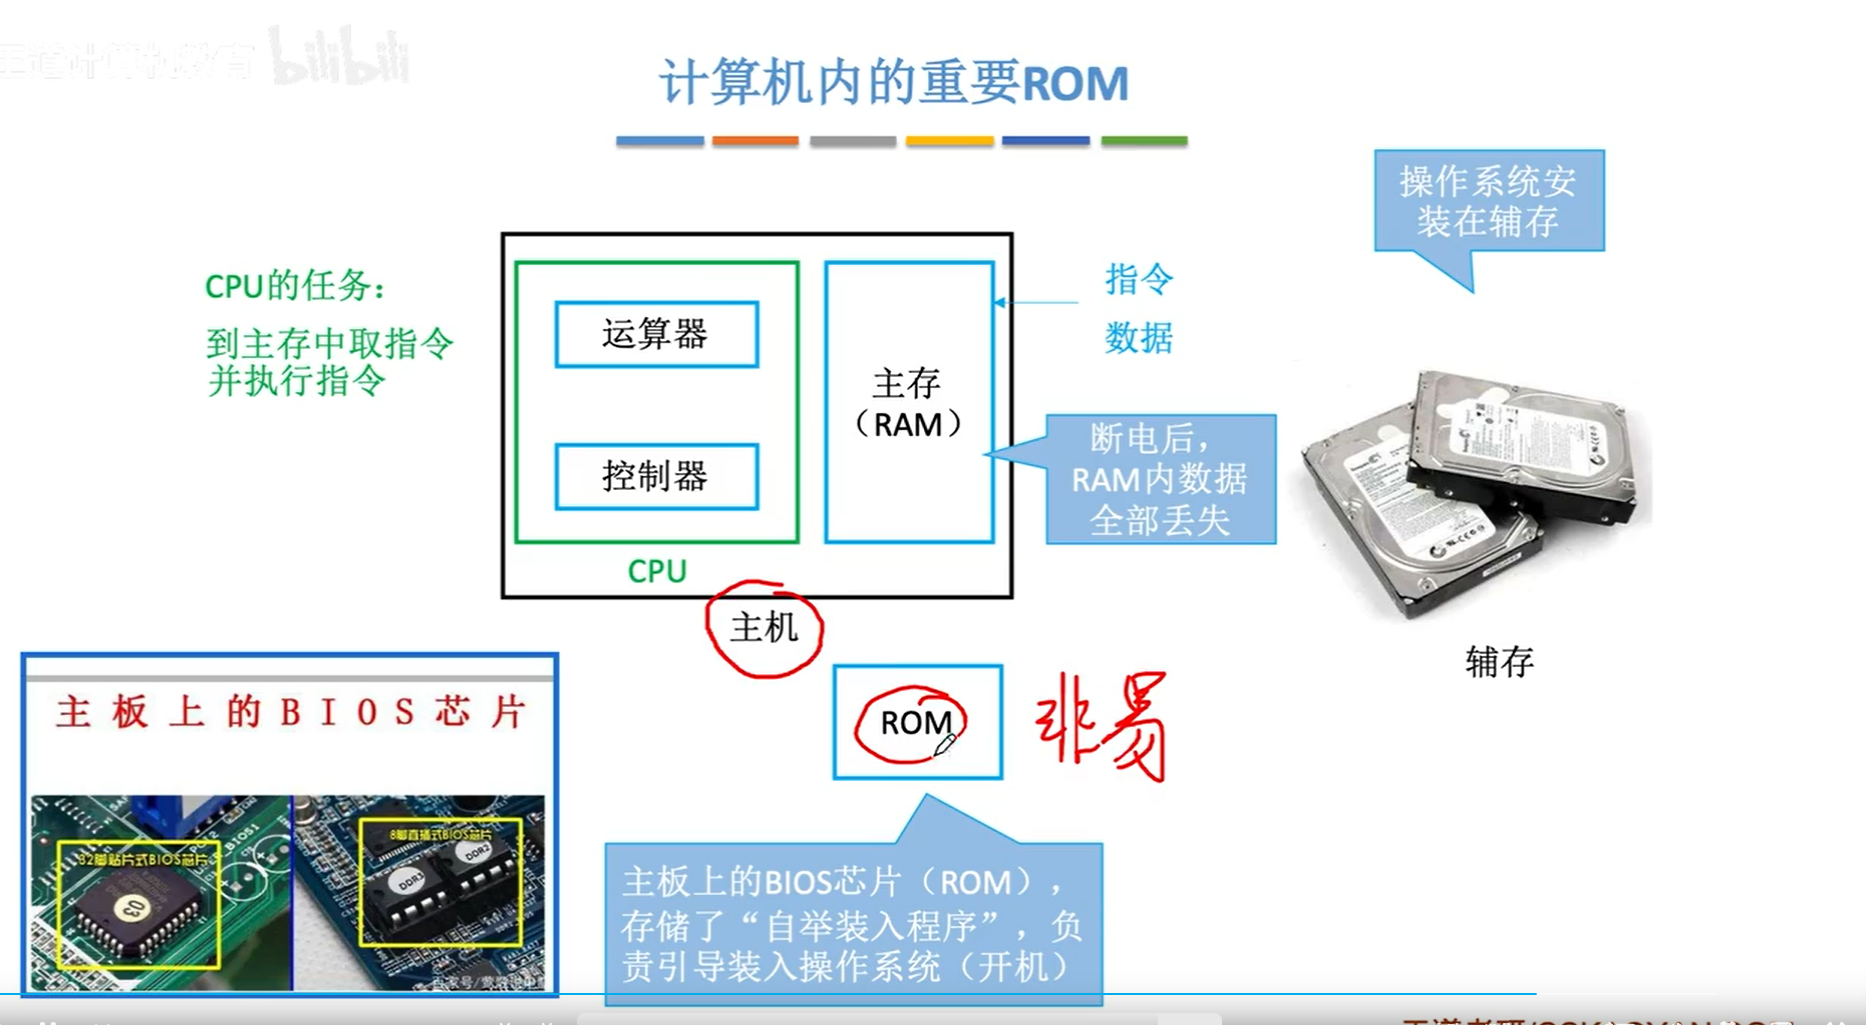 王道计算机教育 bilibili
计算机内的重要ROM
操作系统安
装在辅存
CPU的任务：
到主存中取指令
并执行指令
运算器
控制器
CPU
主存
（RAM）
指令
数据
断电后，
RAM内数据
全部丢失
主机
辅存
ROM
非易
主板上的BIOS芯片
32脚贴片式BIOS芯片
8脚直插式BIOS芯片
DDR3
DDR2
03
主板上的BIOS芯片（ROM），
存储了“自举装入程序”，负
责引导装入操作系统（开机）